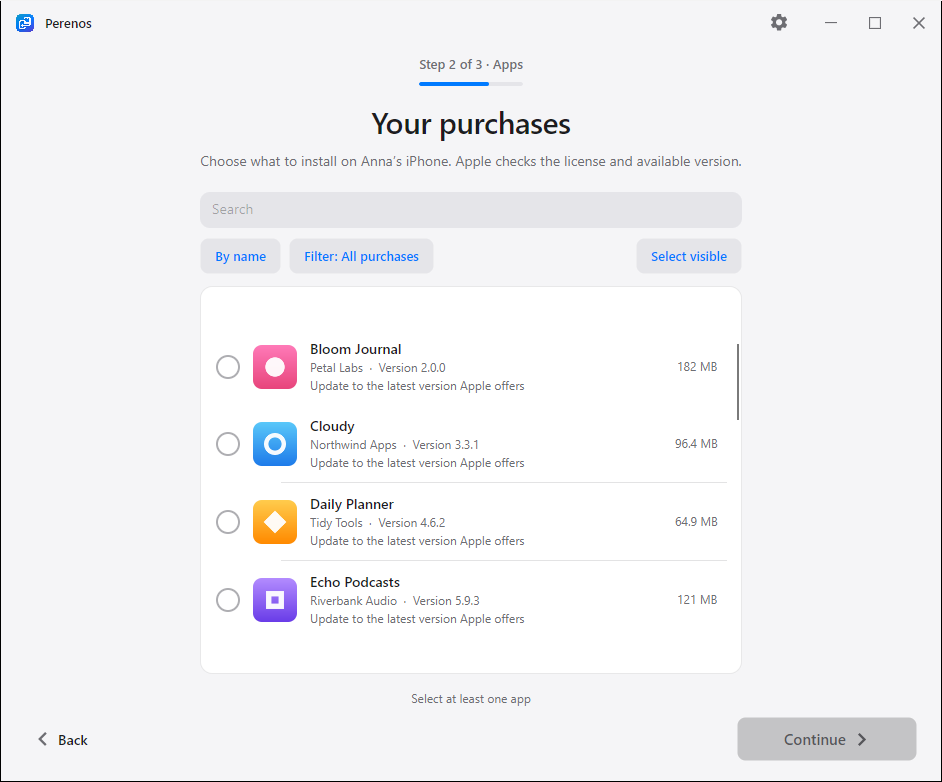 Perenos
Step 2 of 3 · Apps
Your purchases
Choose what to install on Anna's iPhone. Apple checks the license and available version.
Search
By name
Filter: All purchases
Select visible
Bloom Journal
Petal Labs · Version 2.0.0
Update to the latest version Apple offers
182 MB
Cloudy
Northwind Apps · Version 3.3.1
Update to the latest version Apple offers
96.4 MB
Daily Planner
Tidy Tools · Version 4.6.2
Update to the latest version Apple offers
64.9 MB
Echo Podcasts
Riverbank Audio · Version 5.9.3
Update to the latest version Apple offers
121 MB
Select at least one app
Back
Continue